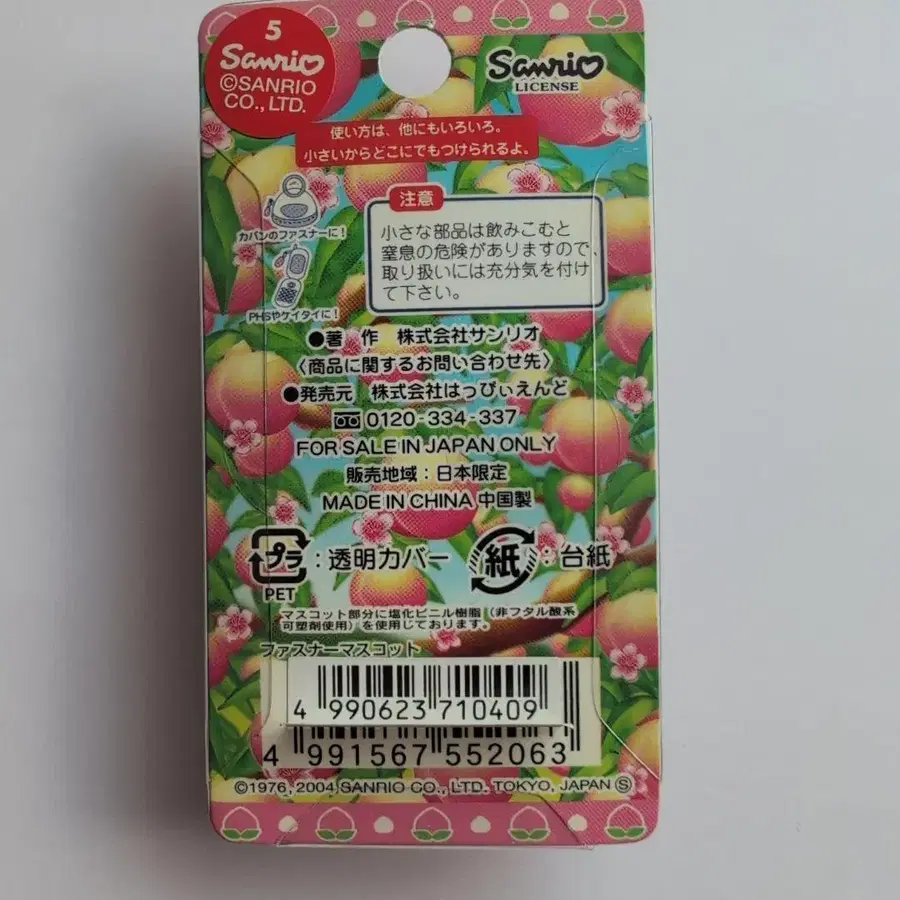 5
Sanrio
©SANRIO
CO., LTD.
Sanrio
LICENSE
使い方は、他にもいろいろ。
小さいからどこにでもつけられるよ。
カバンのファスナーに!
PHSやケイタイに!
注意
小さな部品は飲みこむと
窒息の危険がありますので、
取り扱いには充分気を付け
て下さい。
●著 作 株式会社サンリオ
〈商品に関するお問い合わせ先〉
●発売元 株式会社はっぴぃえんど
0120-334-337
FOR SALE IN JAPAN ONLY
販売地域:日本限定
MADE IN CHINA 中国製
プラ:透明カバー 紙:台紙
PET
マスコット部分に塩化ビニル樹脂(非フタル酸系
可塑剤使用)を使用しております。
ファスナーマスコット
4 990623 710409
4 991567 552063
©1976, 2004 SANRIO CO., LTD. TOKYO, JAPAN Ⓢ